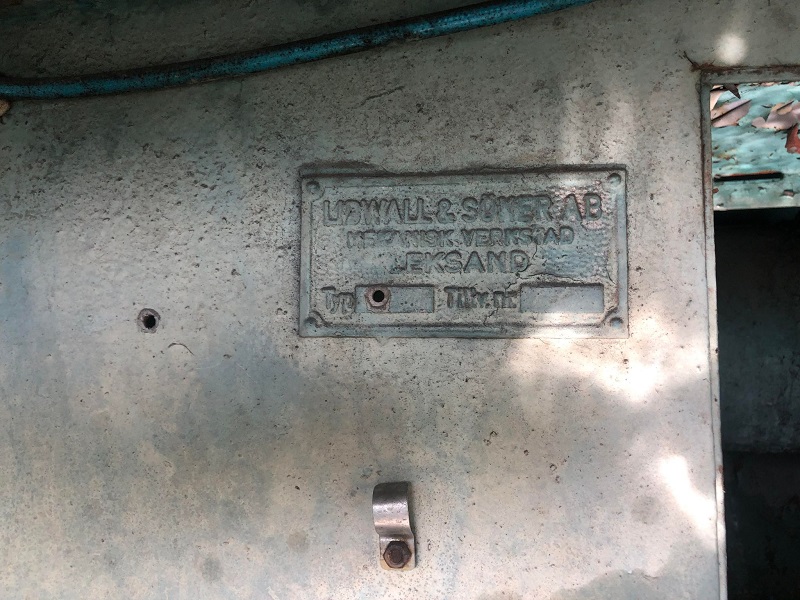 LIDWALL & SÖNER AB
MEKANISK VERKSTAD
LEKSAND
Typ Tillv. nr